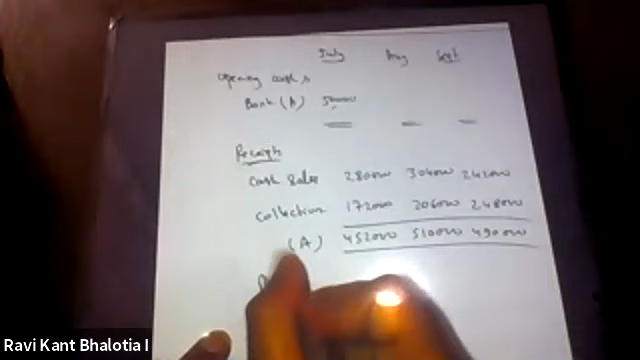 July Aug Sept
Opening cash &
Bank (A) 50000
Receipts
Cash Sales 280000 304000 242000
Collection 172000 206000 248000
(A) 452000 510000 490000
Ravi Kant Bhalotia I